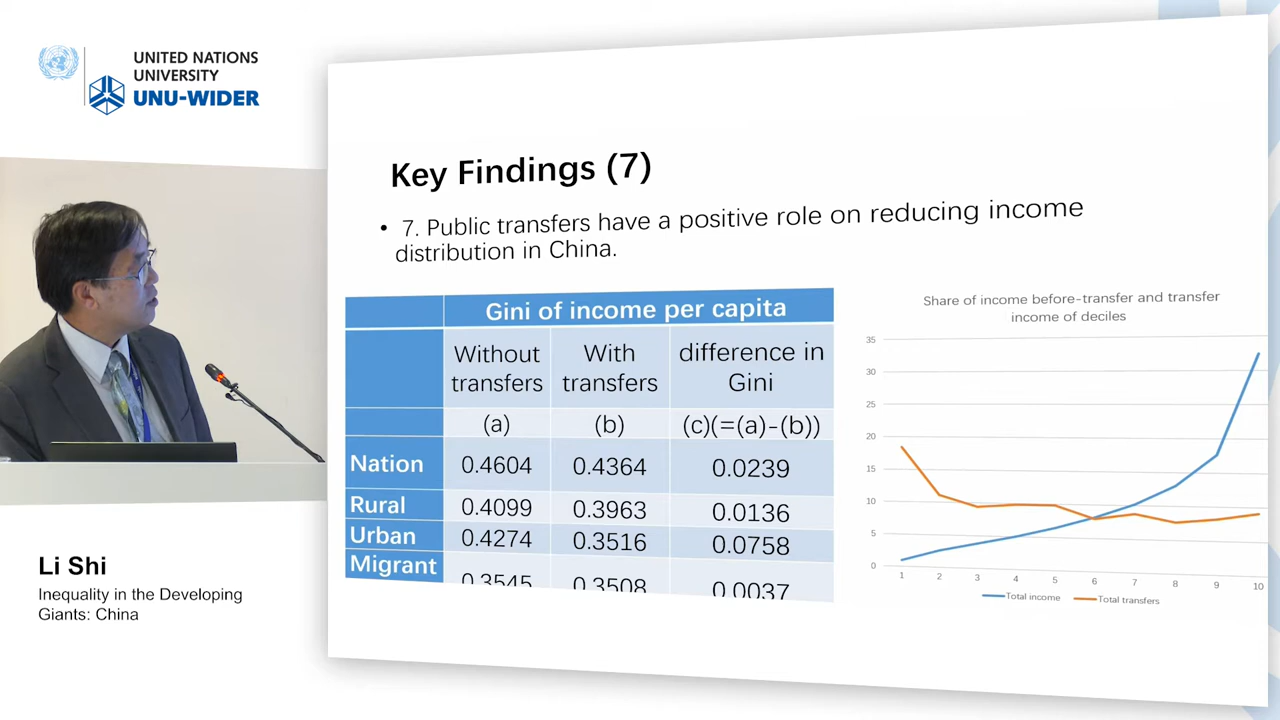 UNITED NATIONS
UNIVERSITY
UNU-WIDER
Key Findings (7)
• 7. Public transfers have a positive role on reducing income
distribution in China.
Gini of income per capita
Without transfers With transfers difference in Gini
(a) (b) (c)(=(a)-(b))
Nation 0.4604 0.4364 0.0239
Rural 0.4099 0.3963 0.0136
Urban 0.4274 0.3516 0.0758
Migrant 0.3545 0.3508 0.0037
Share of income before-transfer and transfer
income of deciles
35
30
25
20
15
10
5
0
1 2 3 4 5 6 7 8 9 10
Total income Total transfers
Li Shi
Inequality in the Developing
Giants: China